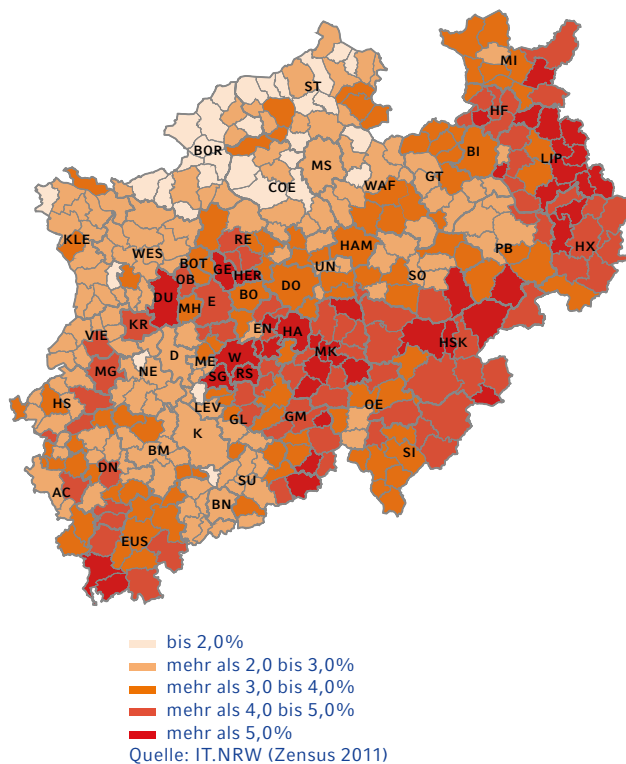 MI
ST
HF
BOR
BI
LIP
MS
GT
COE
WAF
KLE
RE
HAM
PB
HX
WES
BOT
GE
HER
UN
SO
OB
DU
E
BO
DO
MH
KR
EN
HA
VIE
HSK
D
ME
W
MK
MG
NE
SG
RS
HS
LEV
OE
K
GL
GM
BM
SI
DN
SU
AC
BN
EUS
bis 2,0%
mehr als 2,0 bis 3,0%
mehr als 3,0 bis 4,0%
mehr als 4,0 bis 5,0%
mehr als 5,0%
Quelle: IT.NRW (Zensus 2011)